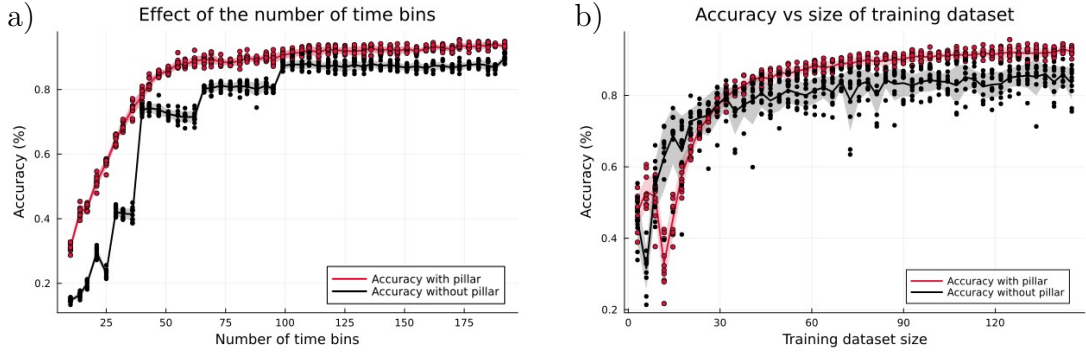 a)
Effect of the number of time bins
Accuracy (%)
0.8
0.6
0.4
0.2
25
50
75
100
125
150
175
Number of time bins
Accuracy with pillar
Accuracy without pillar
b)
Accuracy vs size of training dataset
Accuracy (%)
0.8
0.6
0.4
0.2
0
30
60
90
120
Training dataset size
Accuracy with pillar
Accuracy without pillar